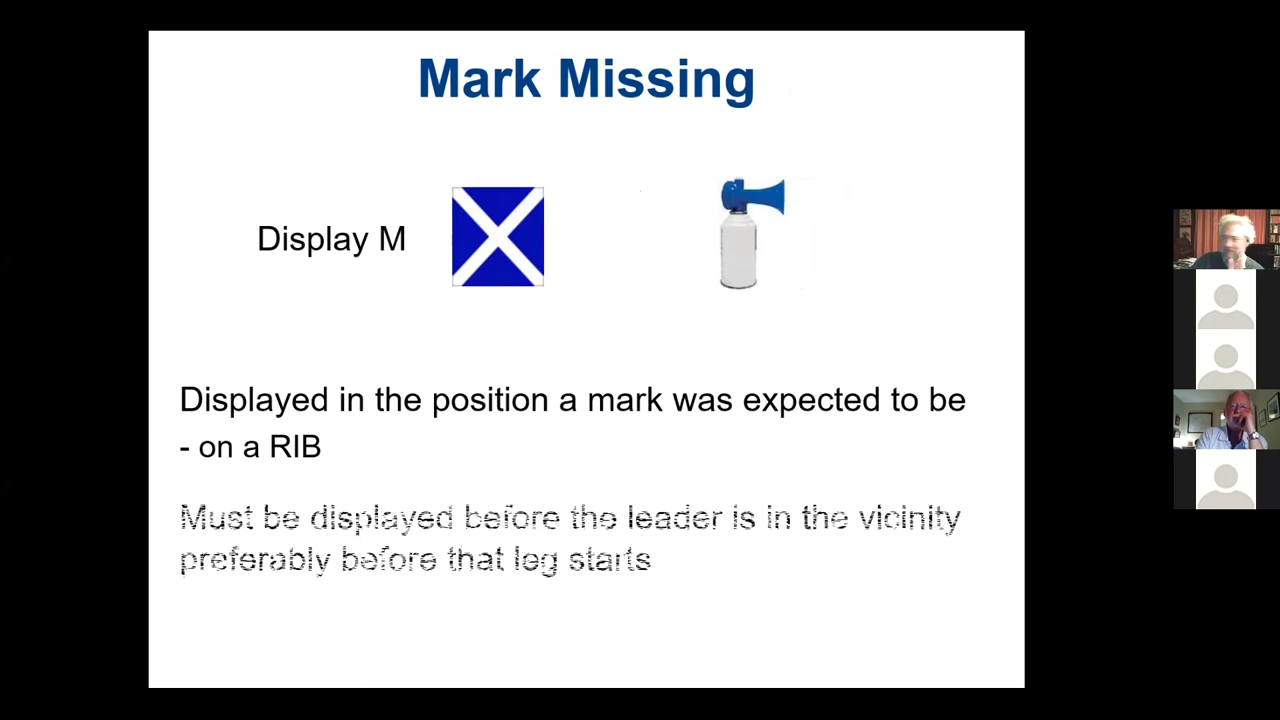 Mark Missing
Display M
Displayed in the position a mark was expected to be
- on a RIB
Must be displayed before the leader is in the vicinity
preferably before that leg starts